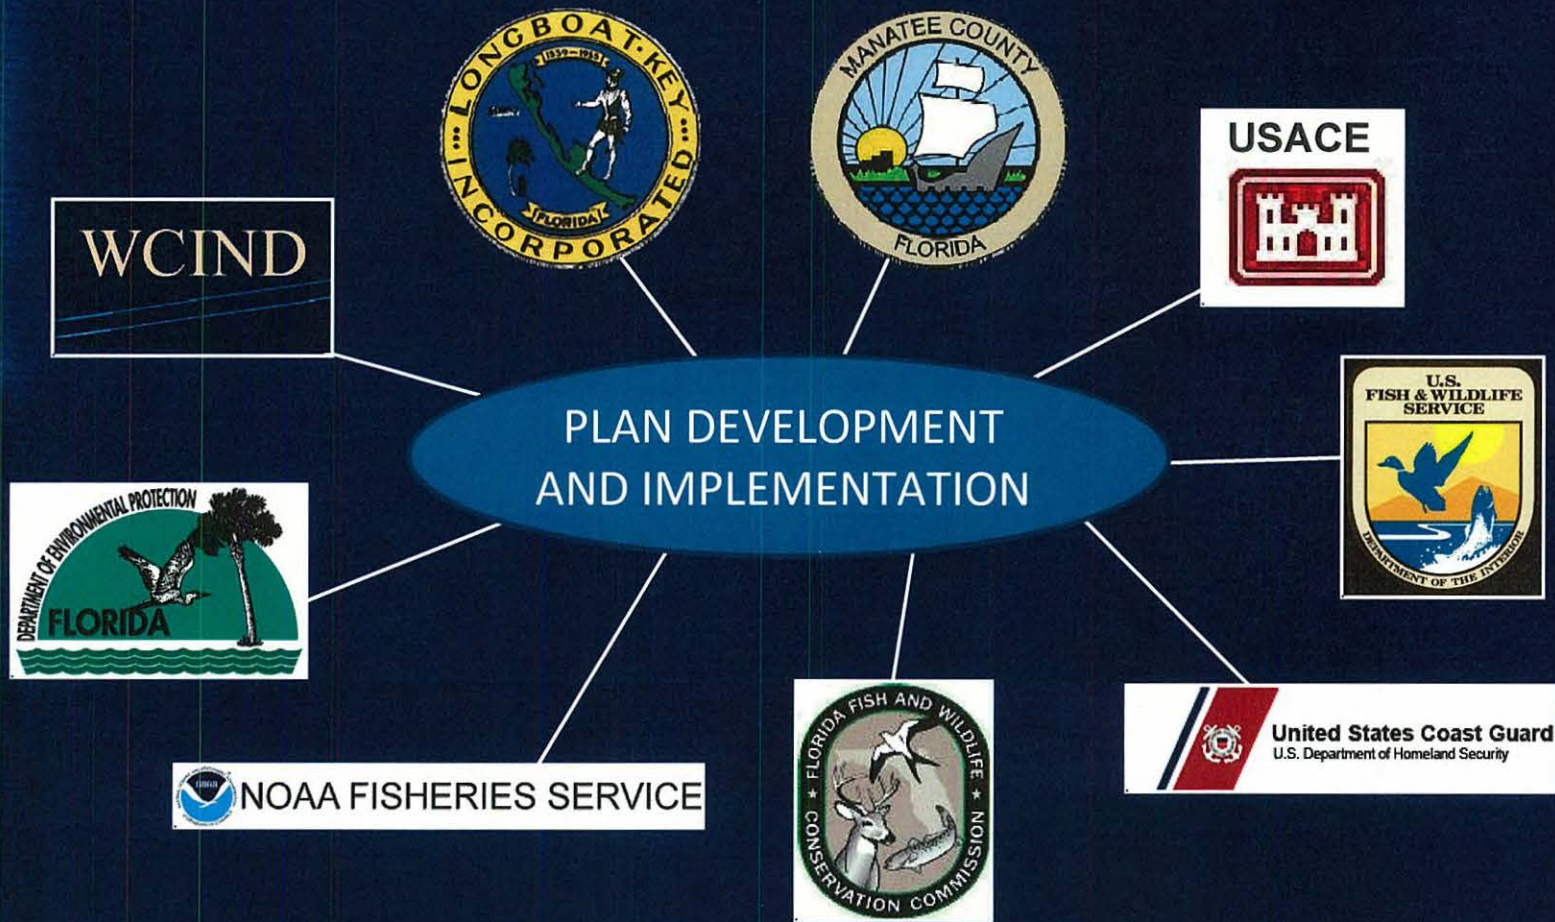 LONGBOAT·KEY
INCORPORATED
1539-1955
FLORIDA
MANATEE COUNTY
FLORIDA
USACE
WCIND
U.S.
FISH & WILDLIFE
SERVICE
DEPARTMENT OF THE INTERIOR
PLAN DEVELOPMENT
AND IMPLEMENTATION
DEPARTMENT OF ENVIRONMENTAL PROTECTION
FLORIDA
United States Coast Guard
U.S. Department of Homeland Security
NOAA FISHERIES SERVICE
FLORIDA FISH AND WILDLIFE
CONSERVATION COMMISSION